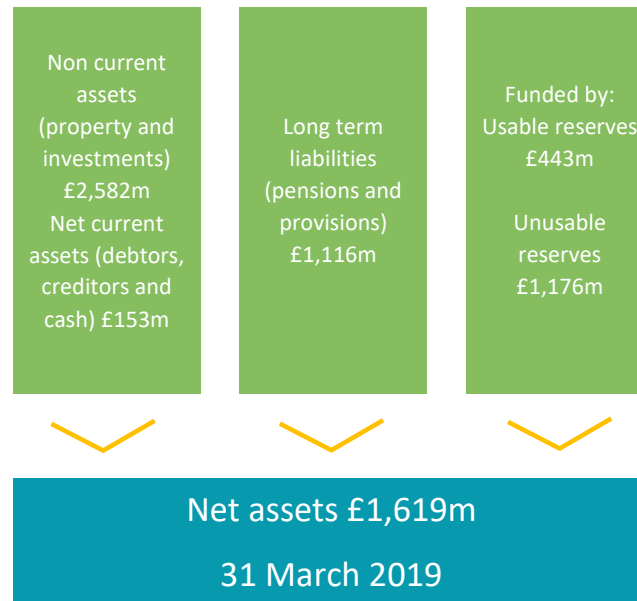 Non current
assets
(property and
investments)
£2,582m
Net current
assets (debtors,
creditors and
cash) £153m
Long term
liabilities
(pensions and
provisions)
£1,116m
Funded by:
Usable reserves
£443m
Unusable
reserves
£1,176m
Net assets £1,619m
31 March 2019